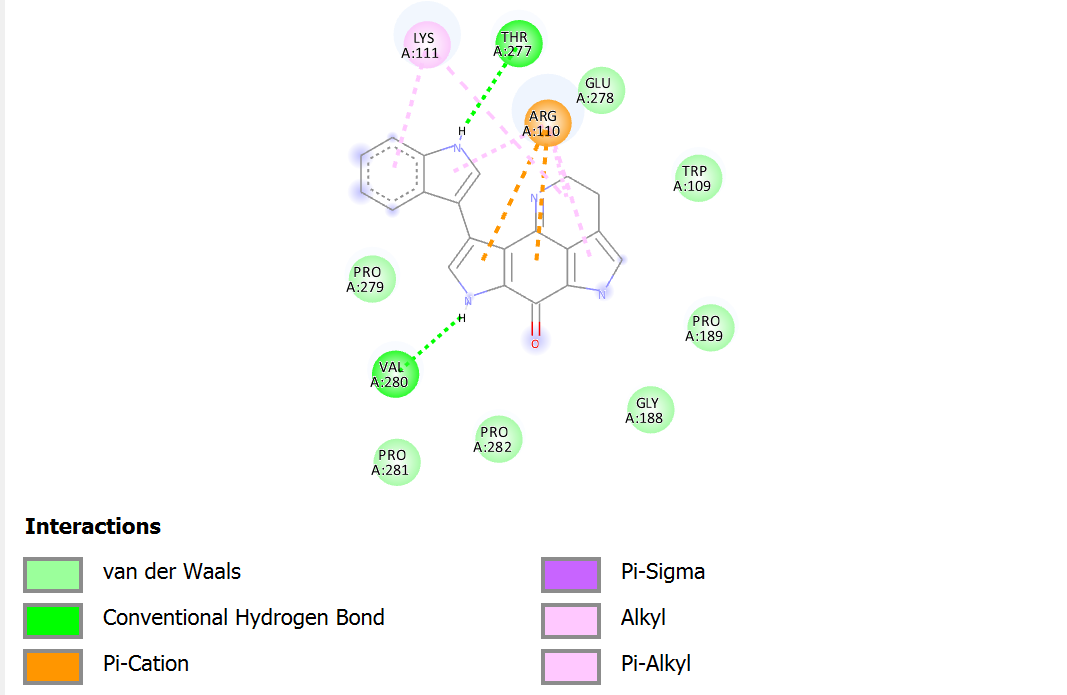 LYS
A:111
THR
A:277
GLU
A:278
ARG
A:110
H
N
TRP
A:109
N
PRO
A:279
N
H
N
O
PRO
A:189
VAL
A:280
GLY
A:188
PRO
A:282
PRO
A:281
Interactions
van der Waals
Conventional Hydrogen Bond
Pi-Cation
Pi-Sigma
Alkyl
Pi-Alkyl